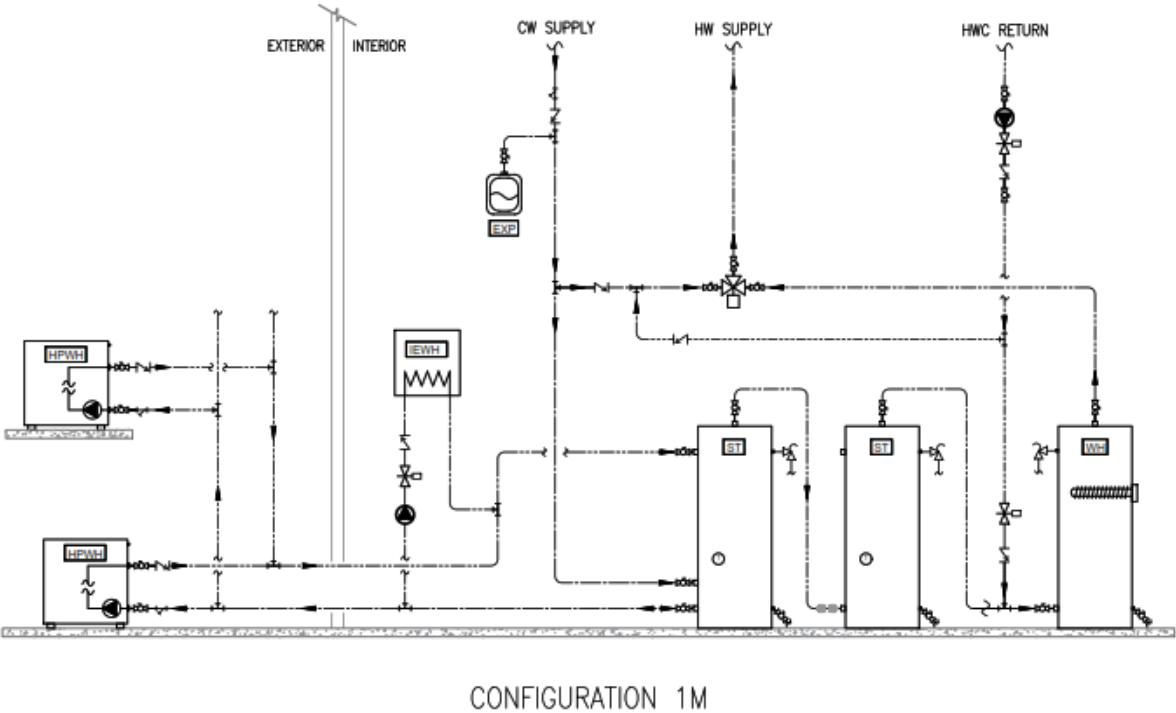 CW SUPPLY
HW SUPPLY
HWC RETURN
EXTERIOR
INTERIOR
EXP
HPWH
IEWH
ST
ST
WH
T
T
HPWH
CONFIGURATION 1M